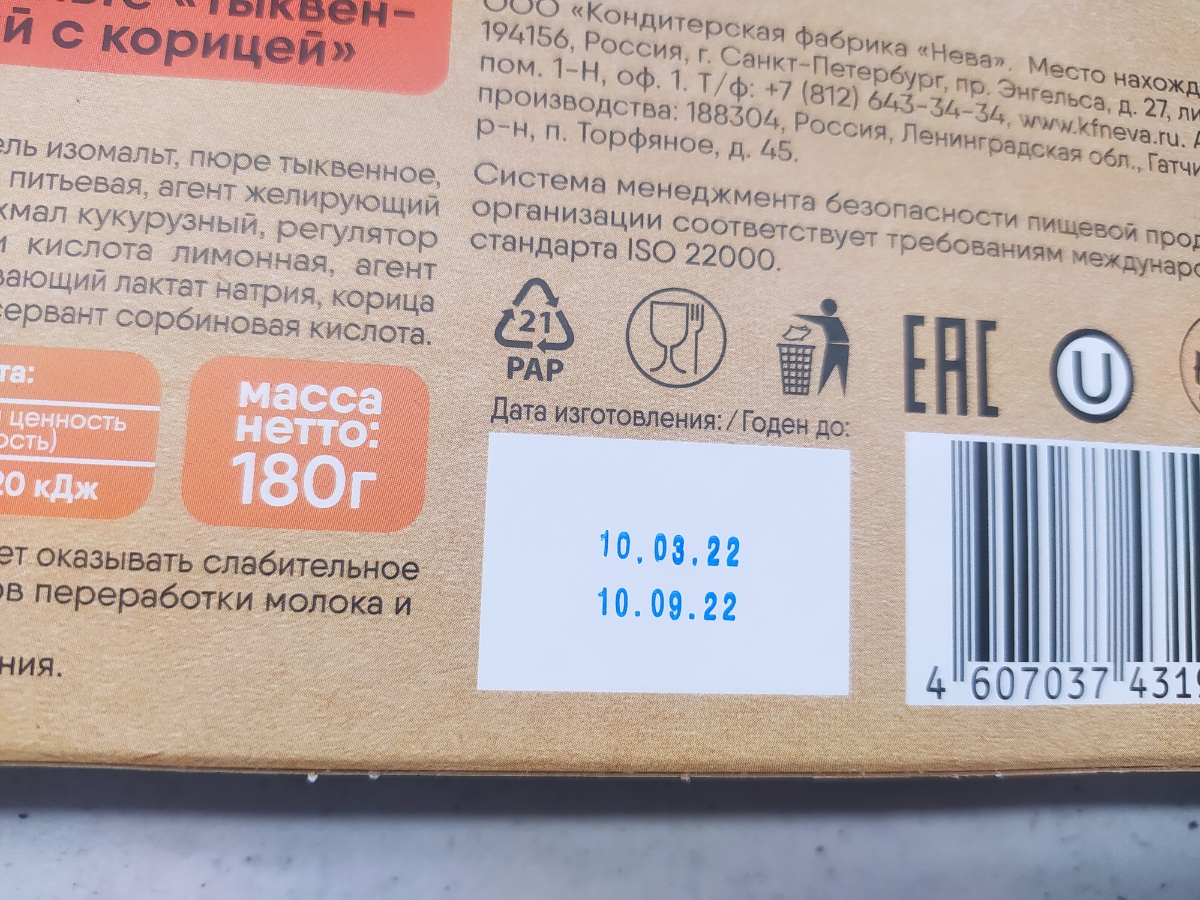 «тыквен-
й с корицей»
ель изомальт, пюре тыквенное,
питьевая, агент желирующий
хмал кукурузный, регулятор
и кислота лимонная, агент
вающий лактат натрия, корица
сервант сорбиновая кислота.
та:
ценность
ость)
20 кДж
масса
нетто:
180г
ет оказывать слабительное
ов переработки молока и
ния.
ООО «Кондитерская фабрика «Нева». Место нахожд
194156, Россия, г. Санкт-Петербург, пр. Энгельса, д. 27, ли
пом. 1-Н, оф. 1. Т/ф: +7 (812) 643-34-34, www.kfneva.ru. А
производства: 188304, Россия, Ленинградская обл., Гатчи
р-н, п. Торфяное, д. 45.
Система менеджмента безопасности пищевой прод
организации соответствует требованиям междунаро
стандарта ISO 22000.
21
PAP
EAC
U
Дата изготовления:/Годен до:
10.03.22
10.09.22
4 607037 4319